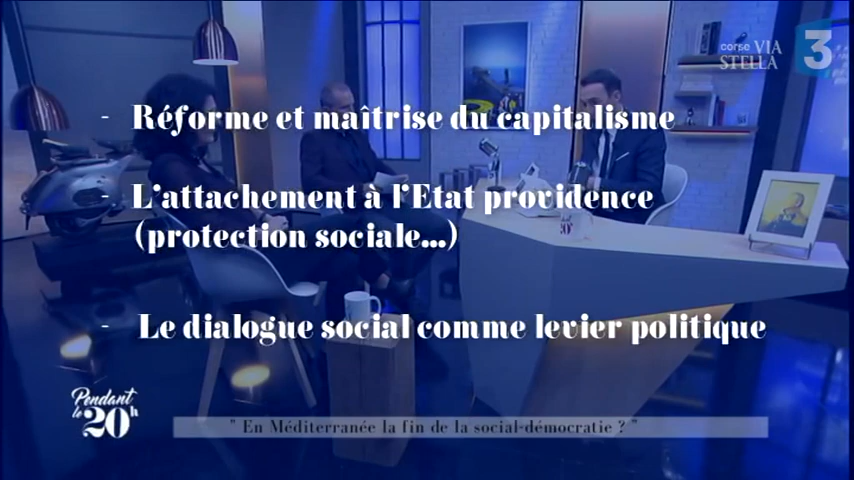 corse VIA
STELLA
3
- Réforme et maîtrise du capitalisme
- L'attachement à l'Etat providence
(protection sociale...)
- Le dialogue social comme levier politique
Pendant
le
20h
20h
" En Méditerranée la fin de la social-démocratie ? "